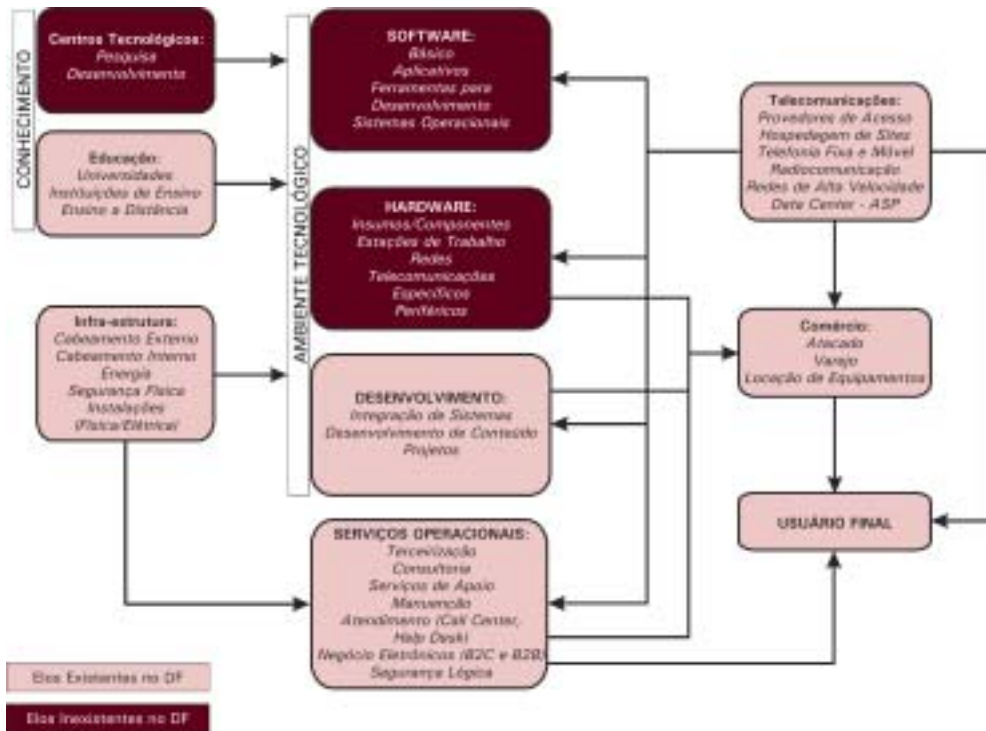 CONHECIMENTO
Centros Tecnológicos:
Pesquisa
Desenvolvimento
Educação:
Universidades
Instituições de Ensino
Ensino a Distância
Infra-estrutura:
Cabeamento Externo
Cabeamento Interno
Energia
Segurança Física
Instalações
(Física/Elétrica)
AMBIENTE TECNOLÓGICO
SOFTWARE:
Básico
Aplicativos
Ferramentas para
Desenvolvimento
Sistemas Operacionais
HARDWARE:
Insumos/Componentes
Estações de Trabalho
Redes
Telecomunicações
Específicos
Periféricos
DESENVOLVIMENTO:
Integração de Sistemas
Desenvolvimento de Conteúdo
Projetos
SERVIÇOS OPERACIONAIS:
Terceirização
Consultoria
Serviços de Apoio
Manuenção
Atendimento (Call Center,
Help Desk)
Negócio Eletrônicos (B2C e B2B)
Segurança Lógica
Telecomunicações:
Provedores de Acesso
Hospedagem de Sites
Telefonia Fixa e Móvel
Radiocomunicação
Redes de Alta Velocidade
Data Center - ASP
Comércio:
Atacado
Varejo
Locação de Equipamentos
USUÁRIO FINAL
Elos Existentes no DF
Elos Inexistentes no DF